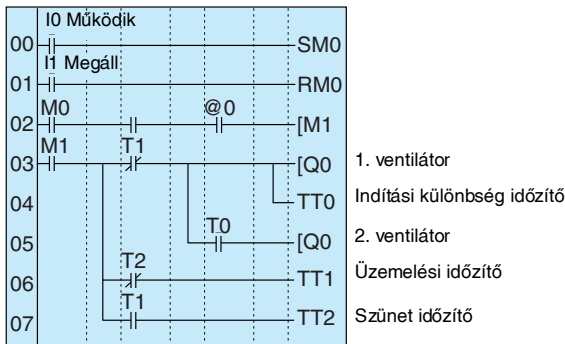 I0 Működik
00 SM0
I1 Megáll
01 RM0
M0 @0
02 [M1
M1 T1
03 [Q0 1. ventilátor
04 TT0 Indítási különbség időzítő
T0
05 [Q0 2. ventilátor
T2
06 TT1 Üzemelési időzítő
T1
07 TT2 Szünet időzítő